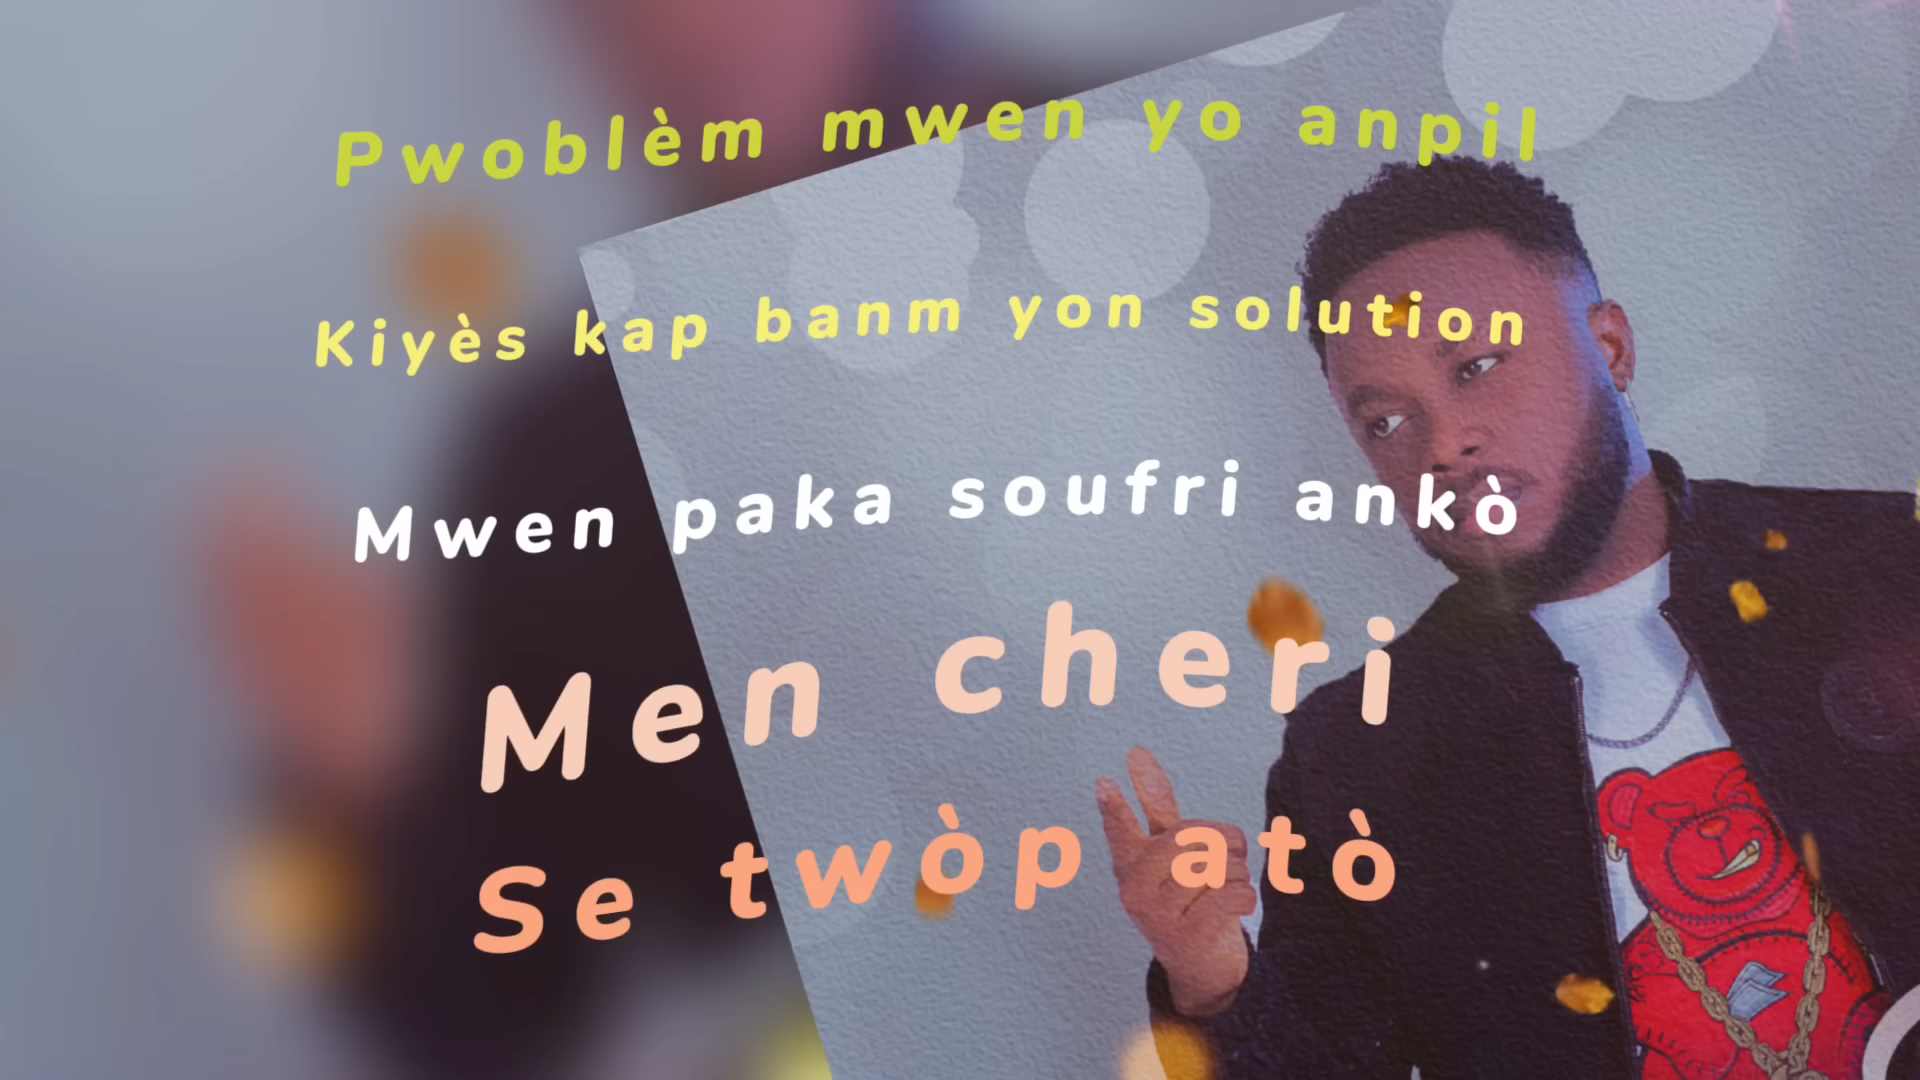 Pwoblèm mwen yo anpil
Kiyès kap banm yon solution
Mwen paka soufri ankò
Men cheri
Se twòp atò